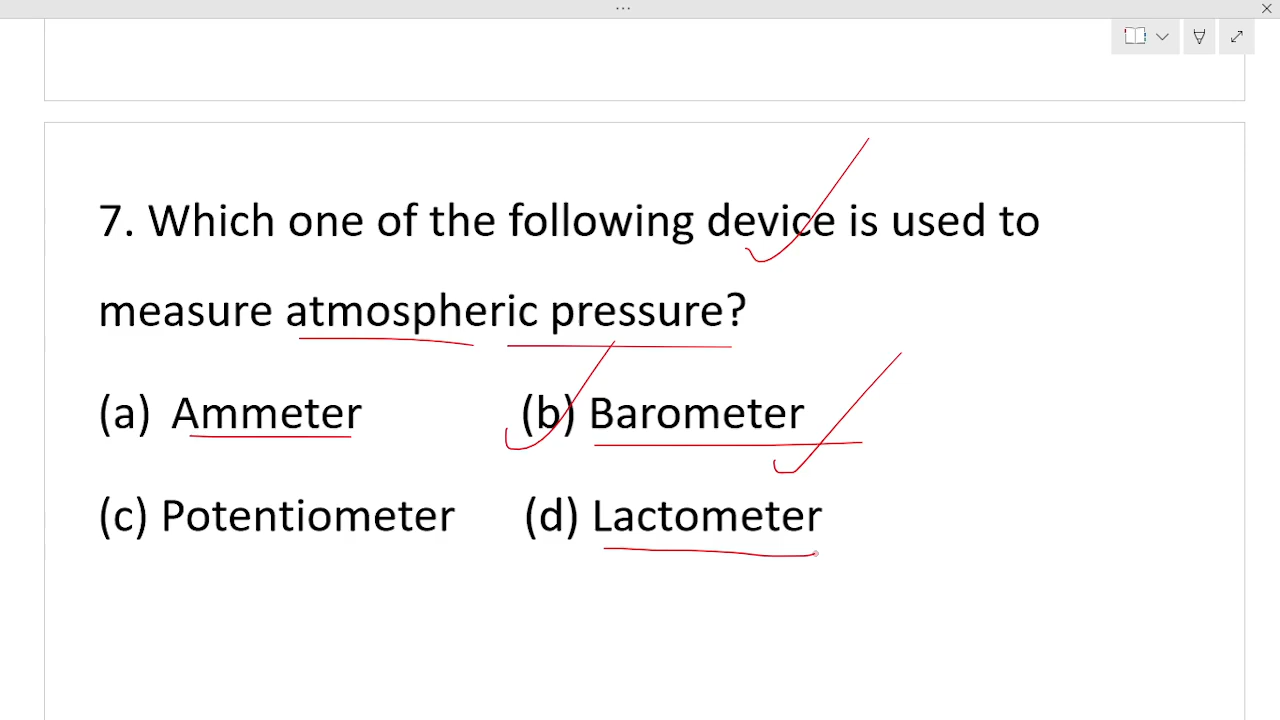 7. Which one of the following device is used to
measure atmospheric pressure?
(a) Ammeter (b) Barometer
(c) Potentiometer (d) Lactometer